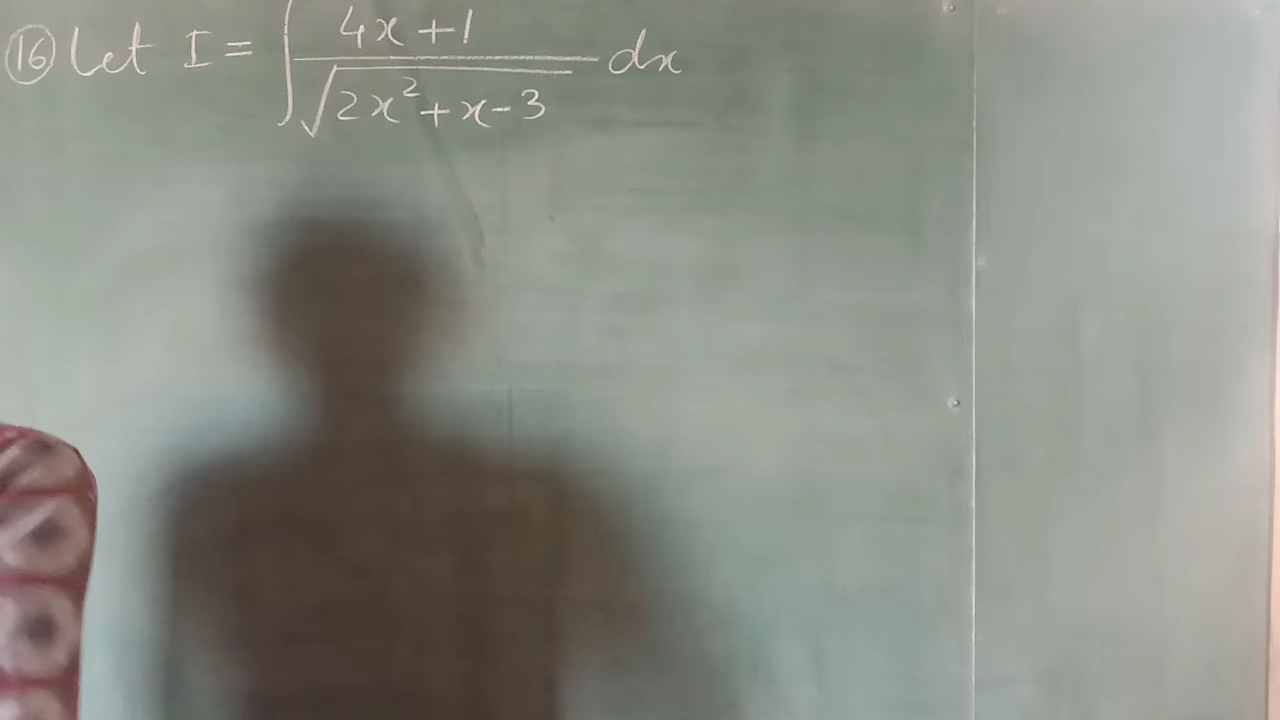 ⑯ Let I = ∫ (4x+1)/√(2x²+x-3) dx